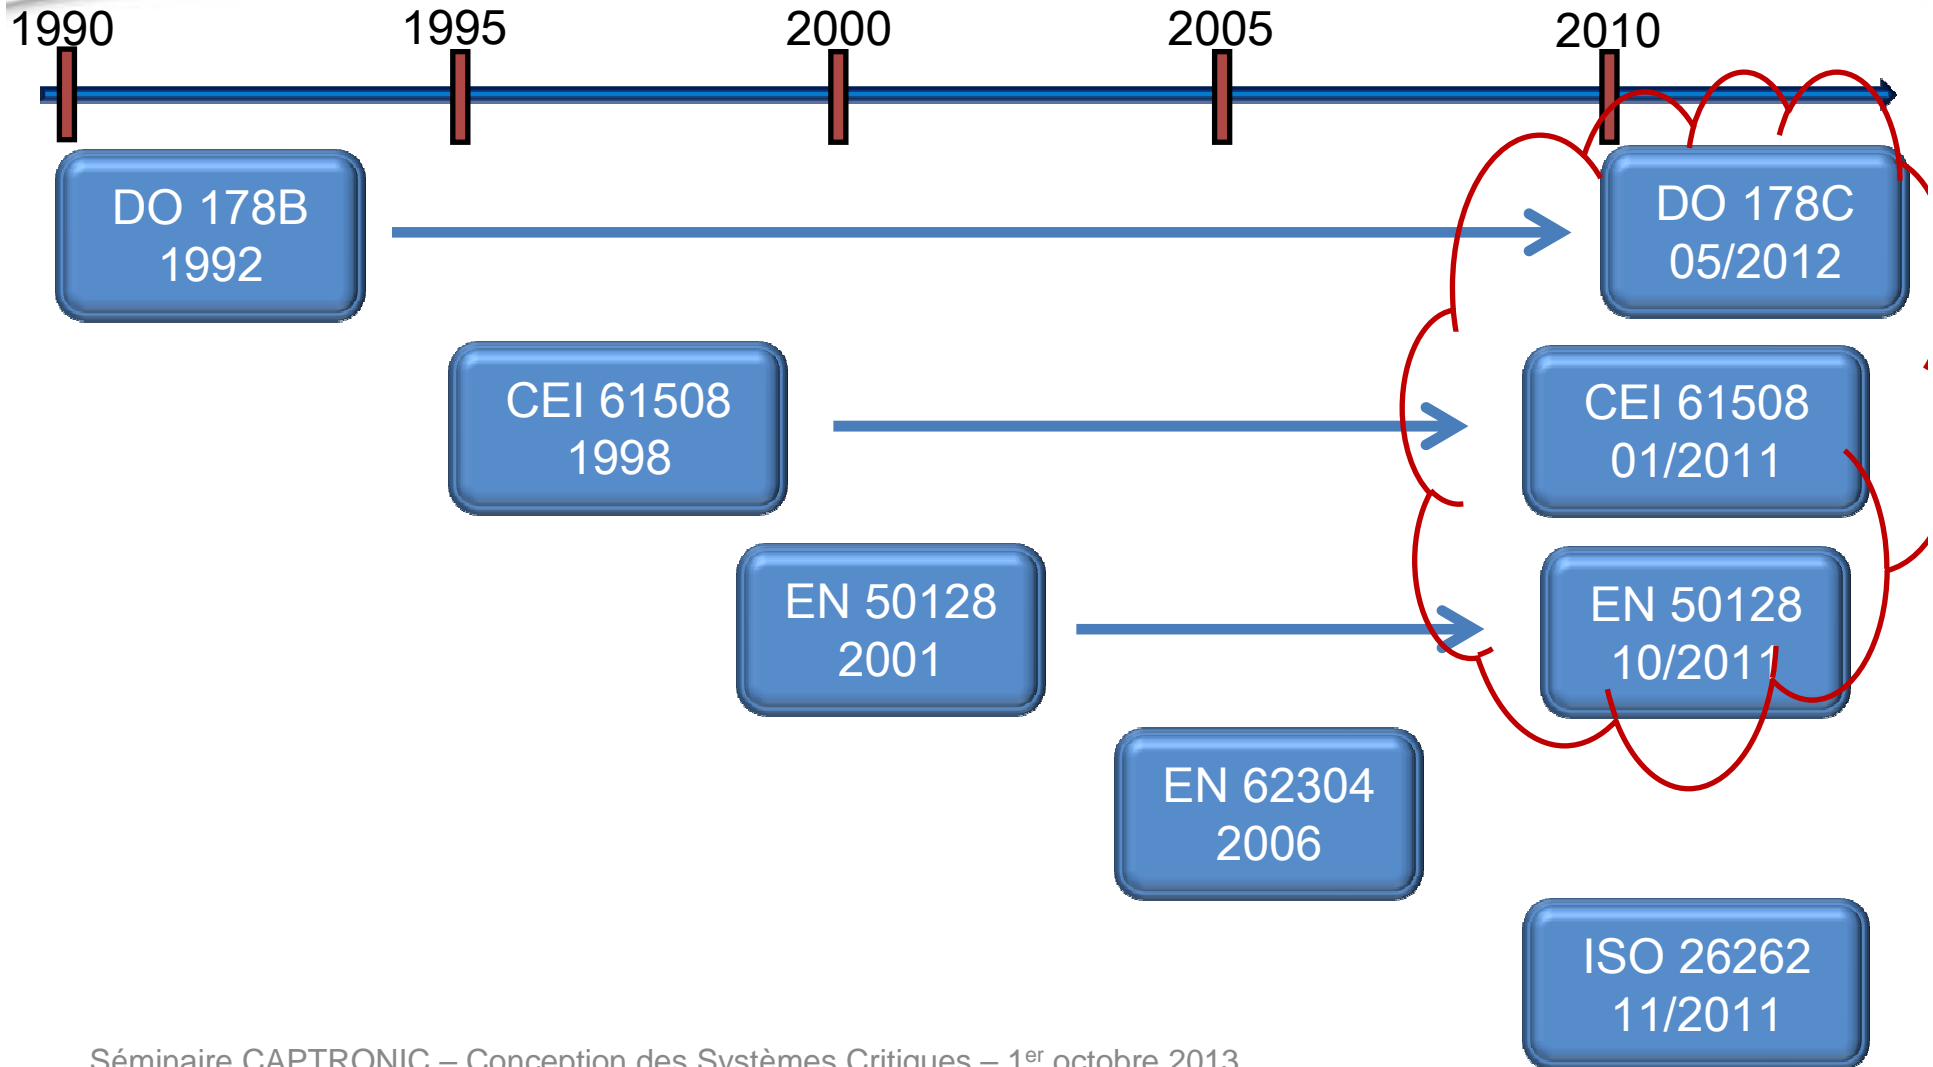 1990 1995 2000 2005 2010
DO 178B
1992
DO 178C
05/2012
CEI 61508
1998
CEI 61508
01/2011
EN 50128
2001
EN 50128
10/2011
EN 62304
2006
ISO 26262
11/2011
Séminaire CAPTRONIC – Conception des Systèmes Critiques – 1er octobre 2013